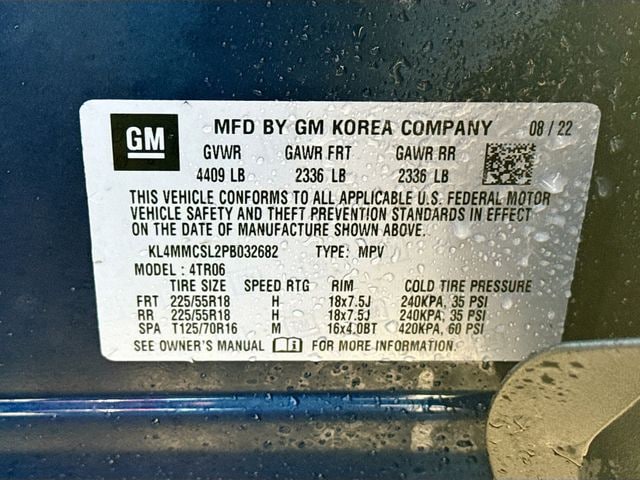 GM MFD BY GM KOREA COMPANY 08 / 22
GVWR GAWR FRT GAWR RR
4409 LB 2336 LB 2336 LB
THIS VEHICLE CONFORMS TO ALL APPLICABLE U.S. FEDERAL MOTOR
VEHICLE SAFETY AND THEFT PREVENTION STANDARDS IN EFFECT
ON THE DATE OF MANUFACTURE SHOWN ABOVE.
KL4MMCSL2PB032682 TYPE: MPV
MODEL : 4TR06
TIRE SIZE SPEED RTG RIM COLD TIRE PRESSURE
FRT 225/55R18 H 18x7.5J 240KPA, 35 PSI
RR 225/55R18 H 18x7.5J 240KPA, 35 PSI
SPA T125/70R16 M 16x4.0BT 420KPA, 60 PSI
SEE OWNER'S MANUAL FOR MORE INFORMATION.